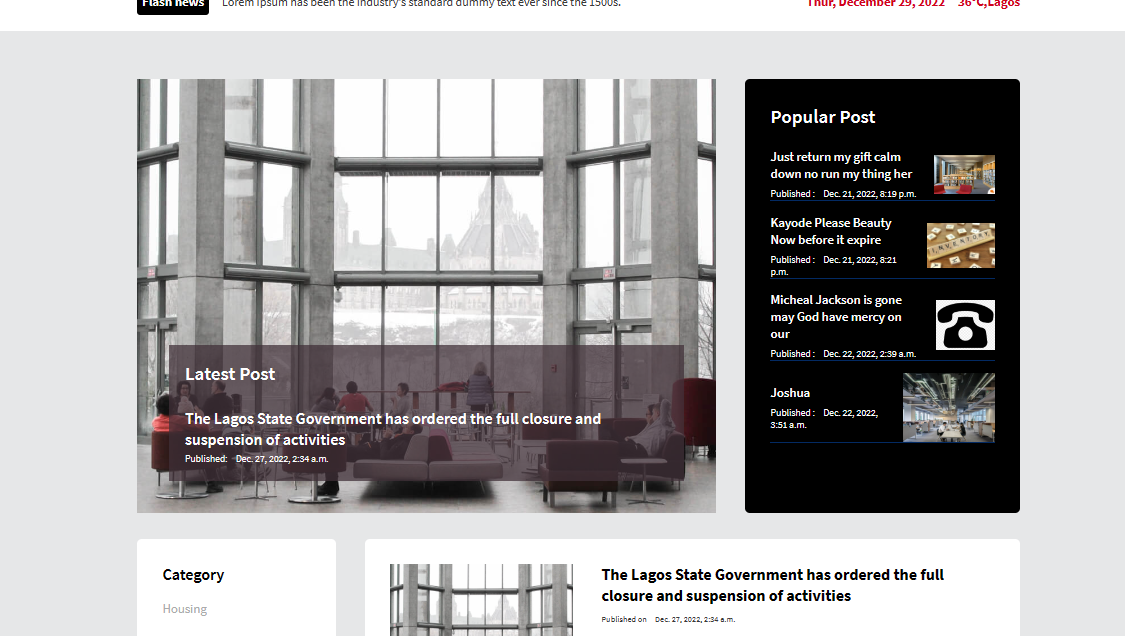 Flash news Lorem Ipsum has been the industry's standard dummy text ever since the 1500s. Thur, December 29, 2022 36°C,Lagos
Latest Post
The Lagos State Government has ordered the full closure and
suspension of activities
Published: Dec. 27, 2022, 2:34 a.m.
Popular Post
Just return my gift calm
down no run my thing her
Published : Dec. 21, 2022, 8:19 p.m.
Kayode Please Beauty
Now before it expire
Published : Dec. 21, 2022, 8:21
p.m.
INVENTORY
Micheal Jackson is gone
may God have mercy on
our
Published : Dec. 22, 2022, 2:39 a.m.
Joshua
Published : Dec. 22, 2022,
3:51 a.m.
Category
Housing
The Lagos State Government has ordered the full
closure and suspension of activities
Published on Dec. 27, 2022, 2:34 a.m.